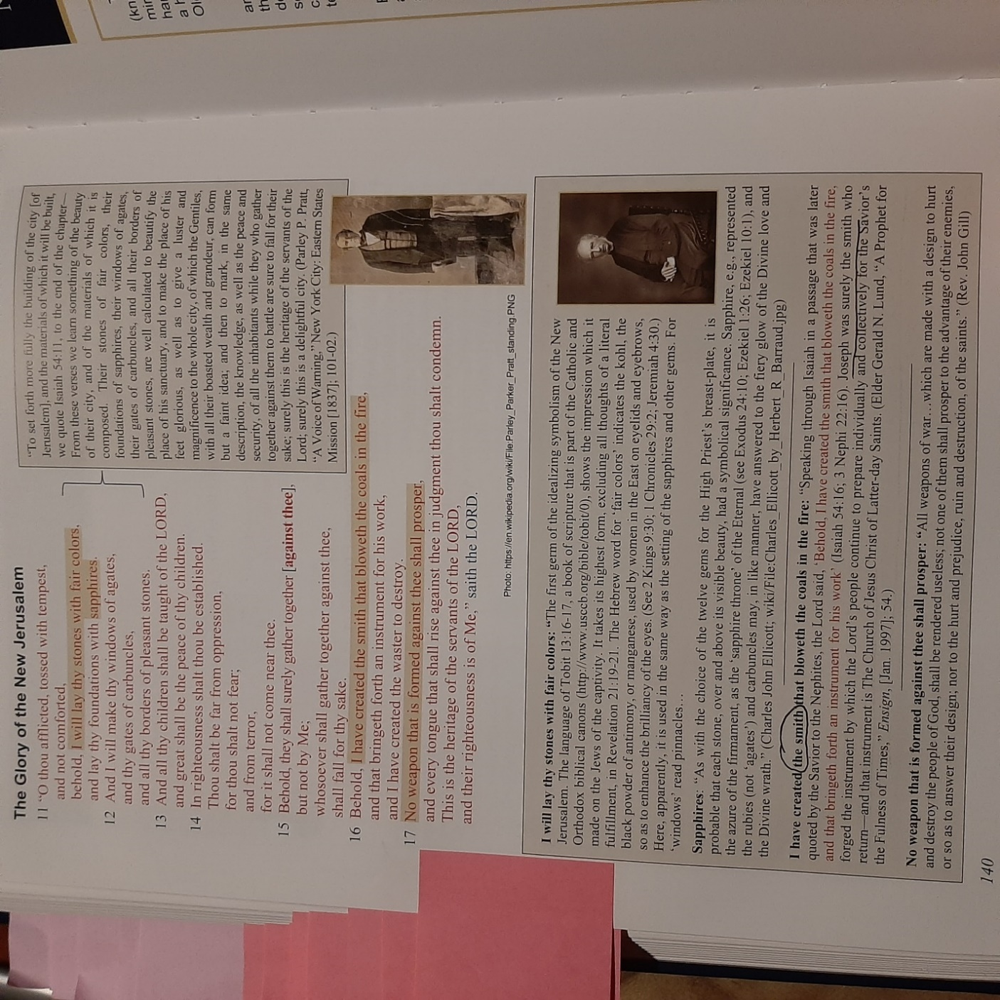 The Glory of the New Jerusalem
11 “O thou afflicted, tossed with tempest,
and not comforted,
behold, I will lay thy stones with fair colors,
and lay thy foundations with sapphires.
12 And I will make thy windows of agates,
and thy gates of carbuncles,
and all thy borders of pleasant stones.
13 And all thy children shall be taught of the LORD,
and great shall be the peace of thy children.
14 In righteousness shalt thou be established.
Thou shalt be far from oppression,
for thou shalt not fear;
and from terror,
for it shall not come near thee.
15 Behold, they shall surely gather together [against thee],
but not by Me;
whosoever shall gather together against thee,
shall fall for thy sake.
16 Behold, I have created the smith that bloweth the coals in the fire,
and that bringeth forth an instrument for his work,
and I have created the waster to destroy.
17 No weapon that is formed against thee shall prosper,
and every tongue that shall rise against thee in judgment thou shalt condemn.
This is the heritage of the servants of the LORD,
and their righteousness is of Me,” saith the LORD.
“To set forth more fully the building of the city [of
Jerusalem], and the materials of which it will be built,
we quote Isaiah 54:11, to the end of the chapter—
From these verses we learn something of the beauty
of their city, and of the materials of which it is
composed. Their stones of fair colors, their
foundations of sapphires, their windows of agates,
their gates of carbuncles, and all their borders of
pleasant stones, are well calculated to beautify the
place of his sanctuary, and to make the place of his
feet glorious, as well as to give a luster and
magnificence to the whole city, of which the Gentiles,
with all their boasted wealth and grandeur, can form
but a faint idea; and then to mark, in the same
description, the knowledge, as well as the peace and
security, of all the inhabitants while they who gather
together against them to battle are sure to fall for their
sake; surely this is the heritage of the servants of the
Lord, surely this is a delightful city. (Parley P. Pratt,
“A Voice of Warning,” New York City: Eastern States
Mission [1837]; 101-02.)
Photo: https://en.wikipedia.org/wiki/File:Parley_Parker_Pratt_standing.PNG
I will lay thy stones with fair colors: “The first germ of the idealizing symbolism of the New
Jerusalem. The language of Tobit 13:16-17, a book of scripture that is part of the Catholic and
Orthodox biblical canons (http://www.usccb.org/bible/tobit/0), shows the impression which it
made on the Jews of the captivity. It takes its highest form, excluding all thoughts of a literal
fulfillment, in Revelation 21:19-21. The Hebrew word for ‘fair colors’ indicates the kohl, the
black powder of antimony, or manganese, used by women in the East on eyelids and eyebrows,
so as to enhance the brilliancy of the eyes. (See 2 Kings 9:30; 1 Chronicles 29:2; Jeremiah 4:30.)
Here, apparently, it is used in the same way as the setting of the sapphires and other gems. For
‘windows’ read pinnacles…
Sapphires: “As with the choice of the twelve gems for the High Priest’s breast-plate, it is
probable that each stone, over and above its visible beauty, had a symbolical significance. Sapphire, e.g., represented
the azure of the firmament, as the ‘sapphire throne’ of the Eternal (see Exodus 24:10; Ezekiel 1:26; Ezekiel 10:1), and
the rubies (not ‘agates’) and carbuncles may, in like manner, have answered to the fiery glow of the Divine love and
the Divine wrath.” (Charles John Ellicott; wiki/File:Charles_Ellicott_by_Herbert_R_Barraud.jpg)
I have created (the smith) that bloweth the coals in the fire: “Speaking through Isaiah in a passage that was later
quoted by the Savior to the Nephites, the Lord said, ‘Behold, I have created the smith that bloweth the coals in the fire,
and that bringeth forth an instrument for his work’ (Isaiah 54:16; 3 Nephi 22:16). Joseph was surely the smith who
forged the instrument by which the Lord’s people continue to prepare individually and collectively for the Savior’s
return—and that instrument is The Church of Jesus Christ of Latter-day Saints. (Elder Gerald N. Lund, “A Prophet for
the Fulness of Times,” Ensign, [Jan. 1997]; 54.)
No weapon that is formed against thee shall prosper: “All weapons of war…which are made with a design to hurt
and destroy the people of God, shall be rendered useless; not one of them shall prosper to the advantage of their enemies,
or so as to answer their design; nor to the hurt and prejudice, ruin and destruction, of the saints.” (Rev. John Gill)
140